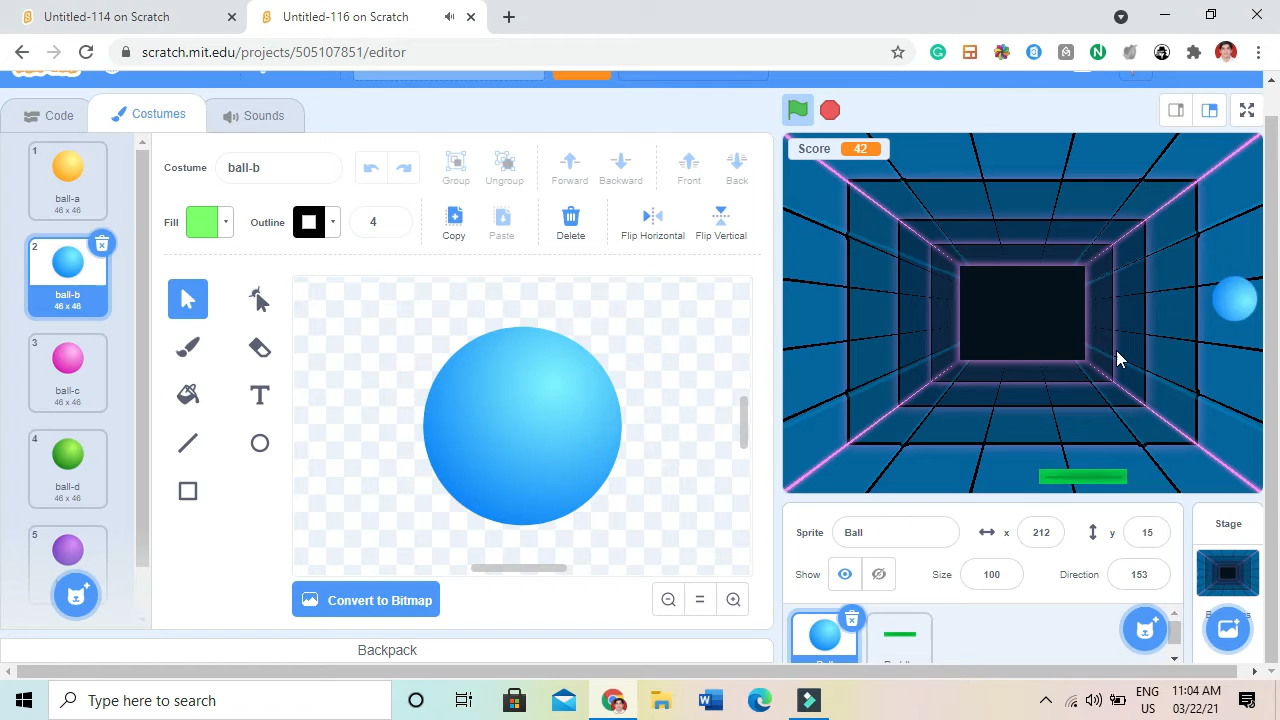 Untitled-114 on Scratch
Untitled-116 on Scratch
scratch.mit.edu/projects/505107851/editor
Code
Costumes
Sounds
Score 42
1
ball-a
46 x 46
2
ball-b
46 x 46
3
ball-c
46 x 46
4
ball-d
46 x 46
5
Costume
ball-b
Group
Ungroup
Forward
Backward
Front
Back
Fill
Outline
4
Copy
Paste
Delete
Flip Horizontal
Flip Vertical
T
Convert to Bitmap
Backpack
Sprite
Ball
x
212
y
15
Show
Size
100
Direction
153
Stage
Type here to search
ENG
US
11:04 AM
03/22/21